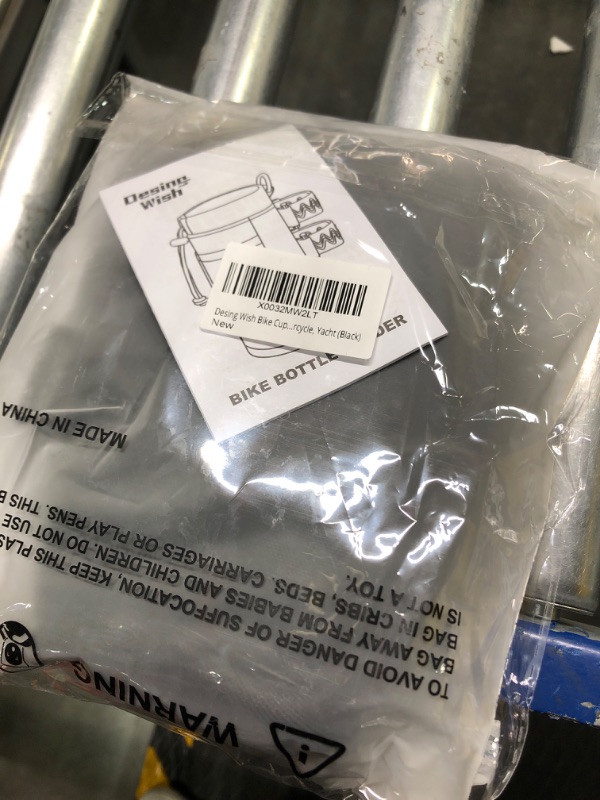 Desing
Wish
X0032MW2LT
Desing Wish Bike Cup...rcycle, Yacht (Black)
New
BIKE BOTTLE
MADE IN CHINA
WARNING
TO AVOID DANGER OF SUFFOCATION, KEEP THIS
BAG AWAY FROM BABIES AND CHILDREN. DO NOT USE
BAG IN CRIBS, BEDS. CARRIAGES OR PLAY PENS. THIS
IS NOT A TOY.